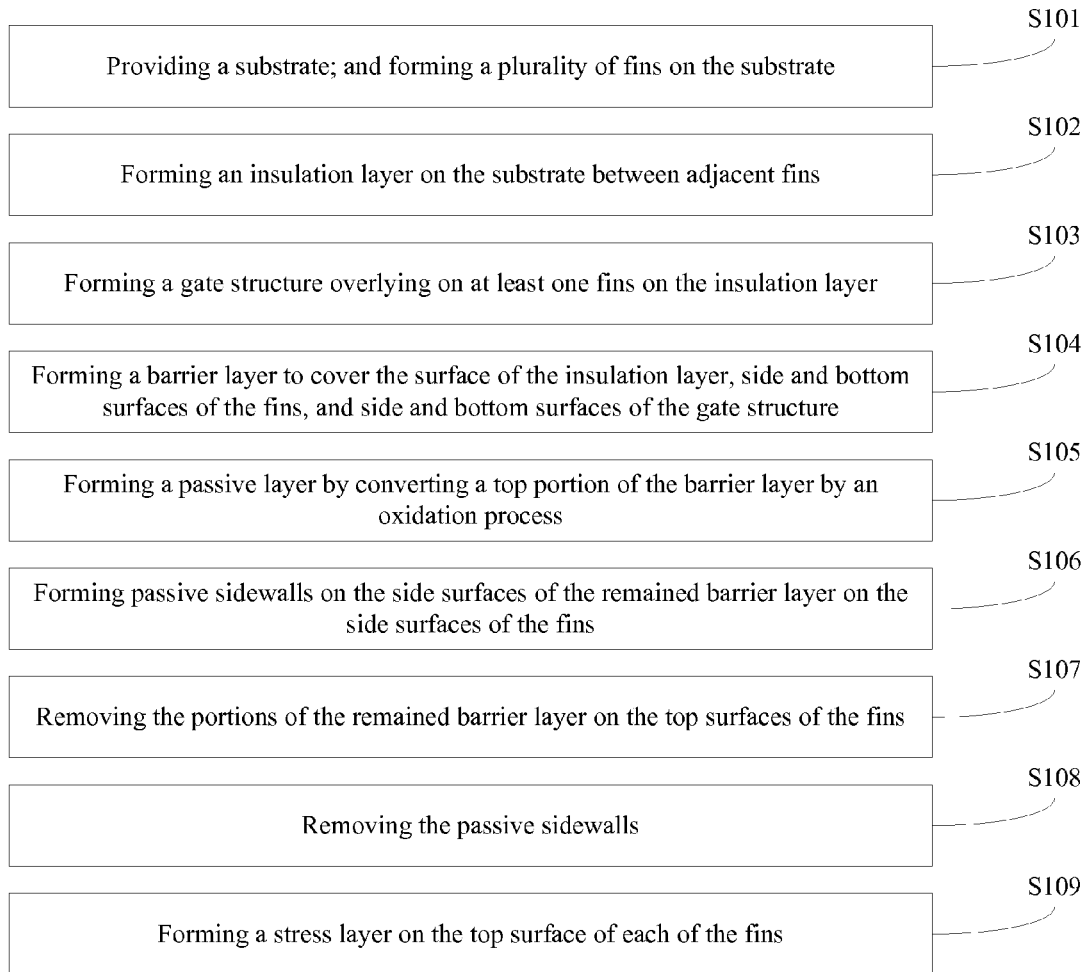 S101
Providing a substrate; and forming a plurality of fins on the substrate
S102
Forming an insulation layer on the substrate between adjacent fins
S103
Forming a gate structure overlying on at least one fins on the insulation layer
S104
Forming a barrier layer to cover the surface of the insulation layer, side and bottom
surfaces of the fins, and side and bottom surfaces of the gate structure
S105
Forming a passive layer by converting a top portion of the barrier layer by an
oxidation process
S106
Forming passive sidewalls on the side surfaces of the remained barrier layer on the
side surfaces of the fins
S107
Removing the portions of the remained barrier layer on the top surfaces of the fins
S108
Removing the passive sidewalls
S109
Forming a stress layer on the top surface of each of the fins